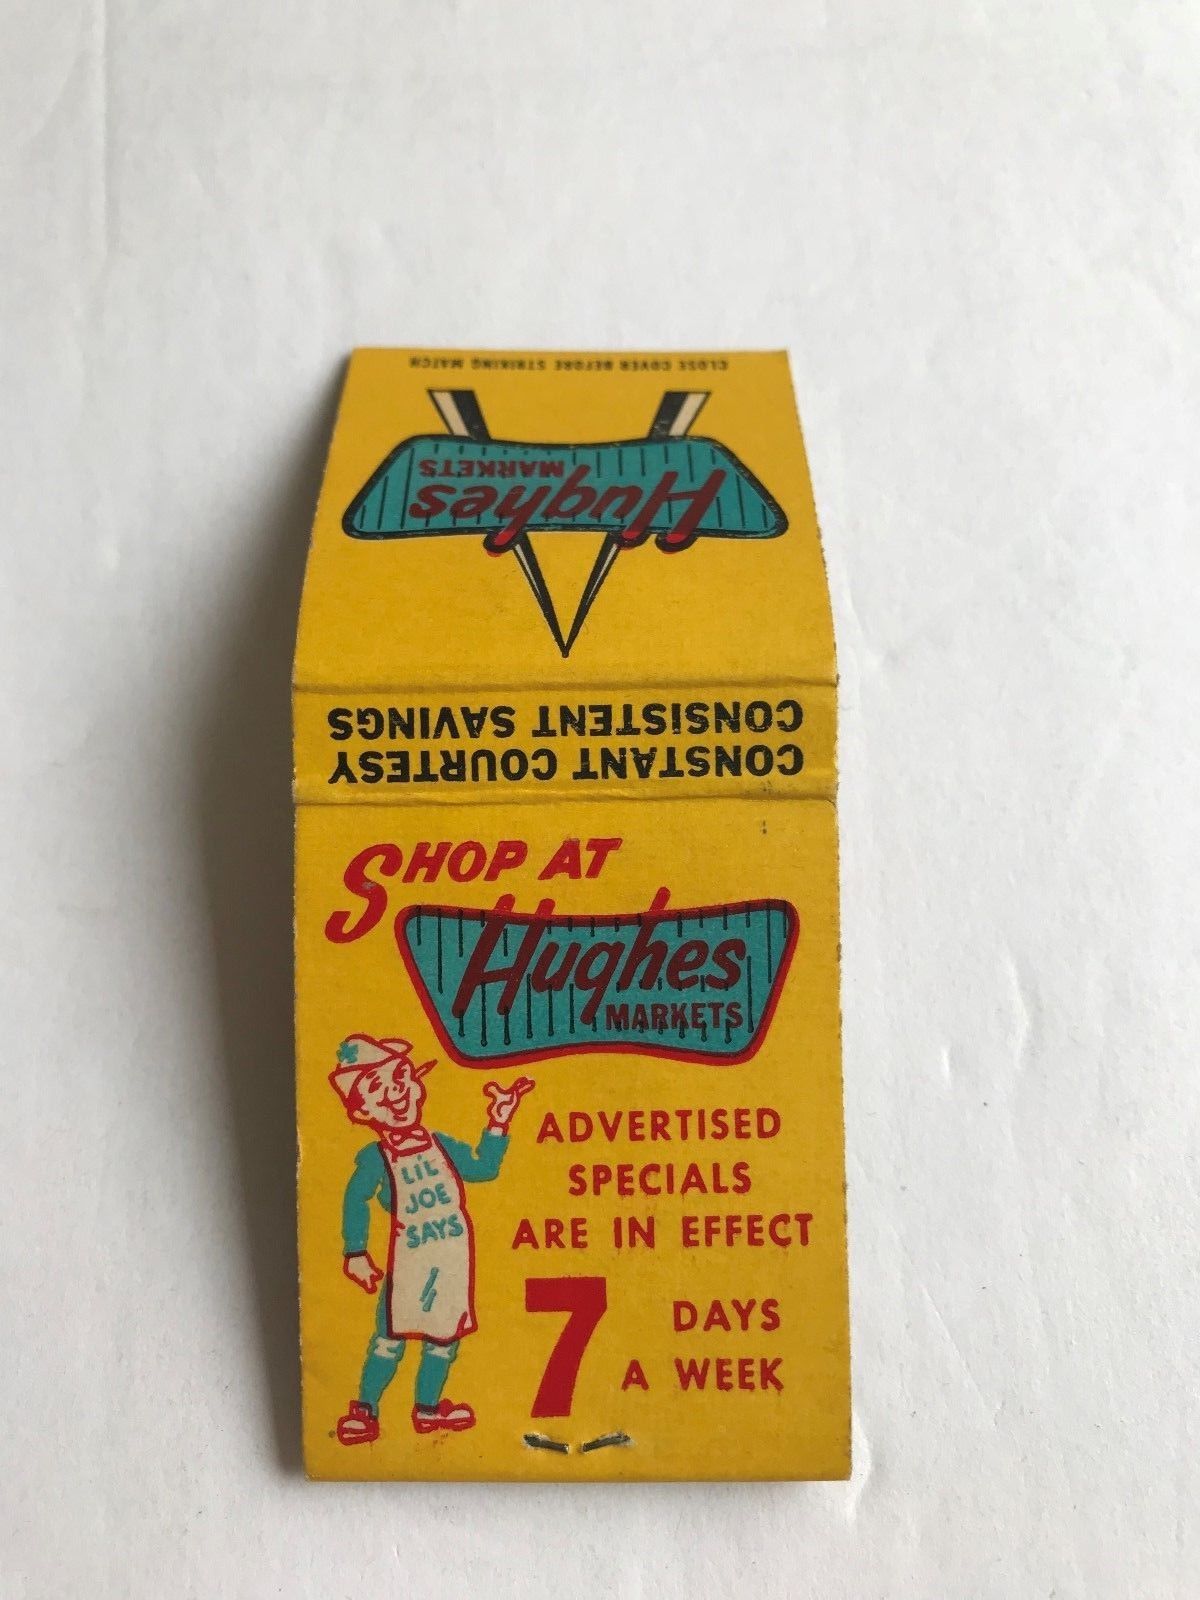 CLOSE COVER BEFORE STRIKING MATCH
Hughes
MARKETS
CONSTANT COURTESY
CONSISTENT SAVINGS
SHOP AT
Hughes
MARKETS
LI'L
JOE
SAYS
ADVERTISED
SPECIALS
ARE IN EFFECT
7 DAYS
A WEEK